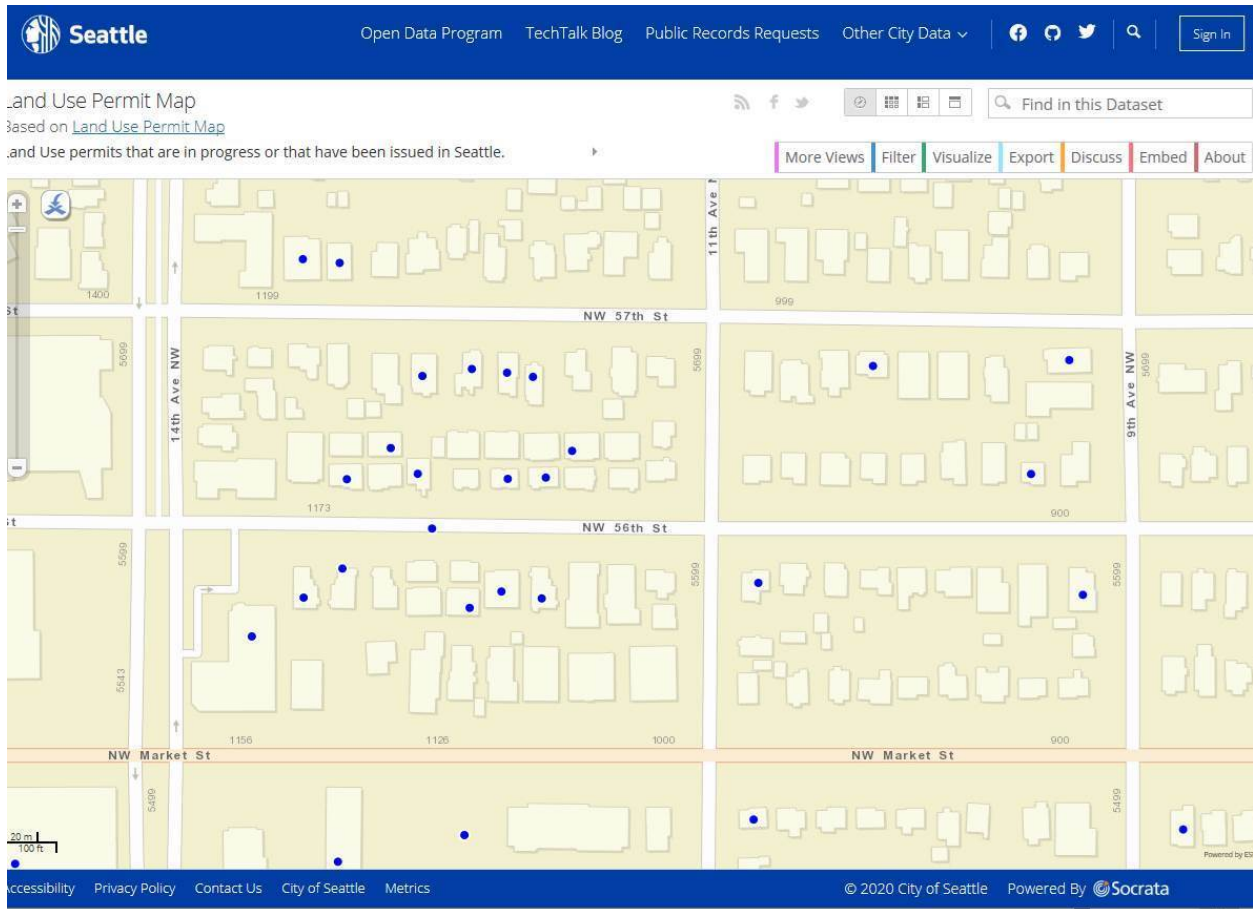 Seattle
Open Data Program TechTalk Blog Public Records Requests Other City Data
Sign In
Land Use Permit Map
Based on Land Use Permit Map
Find in this Dataset
Land Use permits that are in progress or that have been issued in Seattle.
More Views Filter Visualize Export Discuss Embed About
11th Ave N
1400
1199
999
St
NW 57th St
5699
14th Ave NW
5699
9th Ave NW
5699
1173
900
St
NW 56th St
5599
5599
5599
5543
1156
1126
1000
900
NW Market St
NW Market St
5499
5499
20 m
100 ft
Powered by ES
Accessibility Privacy Policy Contact Us City of Seattle Metrics
© 2020 City of Seattle Powered By Socrata